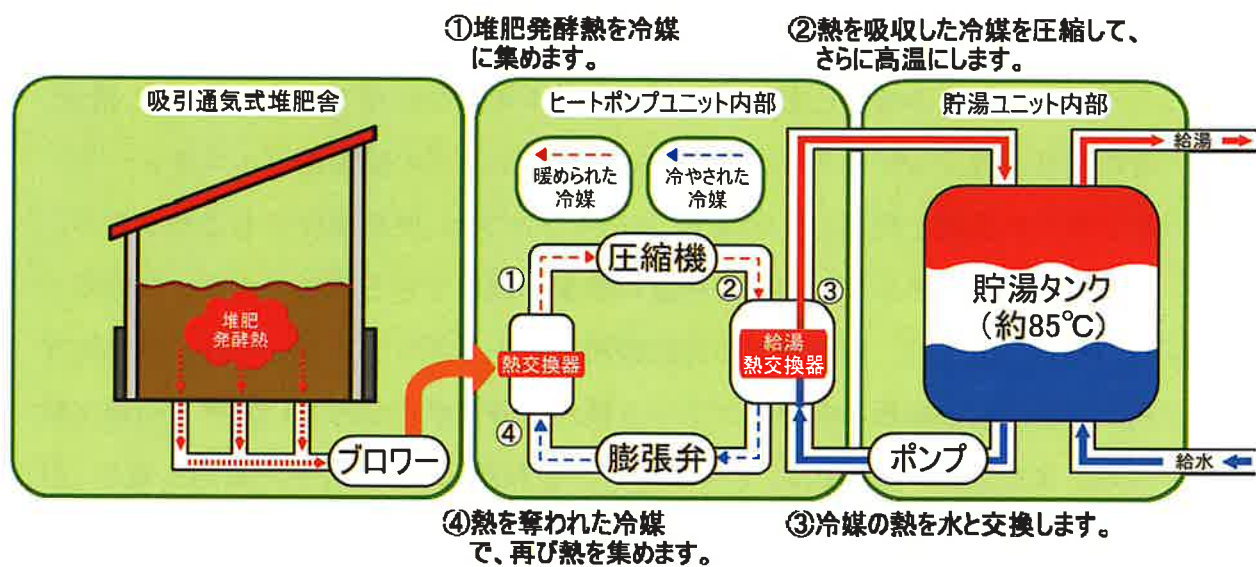 ①堆肥発酵熱を冷媒
に集めます。
②熱を吸収した冷媒を圧縮して、
さらに高温にします。
吸引通気式堆肥舎
堆肥
発酵熱
ブロワー
ヒートポンプユニット内部
暖められた
冷媒
冷やされた
冷媒
①
圧縮機
②
③
熱交換器
給湯
熱交換器
④
膨張弁
貯湯ユニット内部
給湯
貯湯タンク
（約85℃）
ポンプ
給水
④熱を奪われた冷媒
で、再び熱を集めます。
③冷媒の熱を水と交換します。